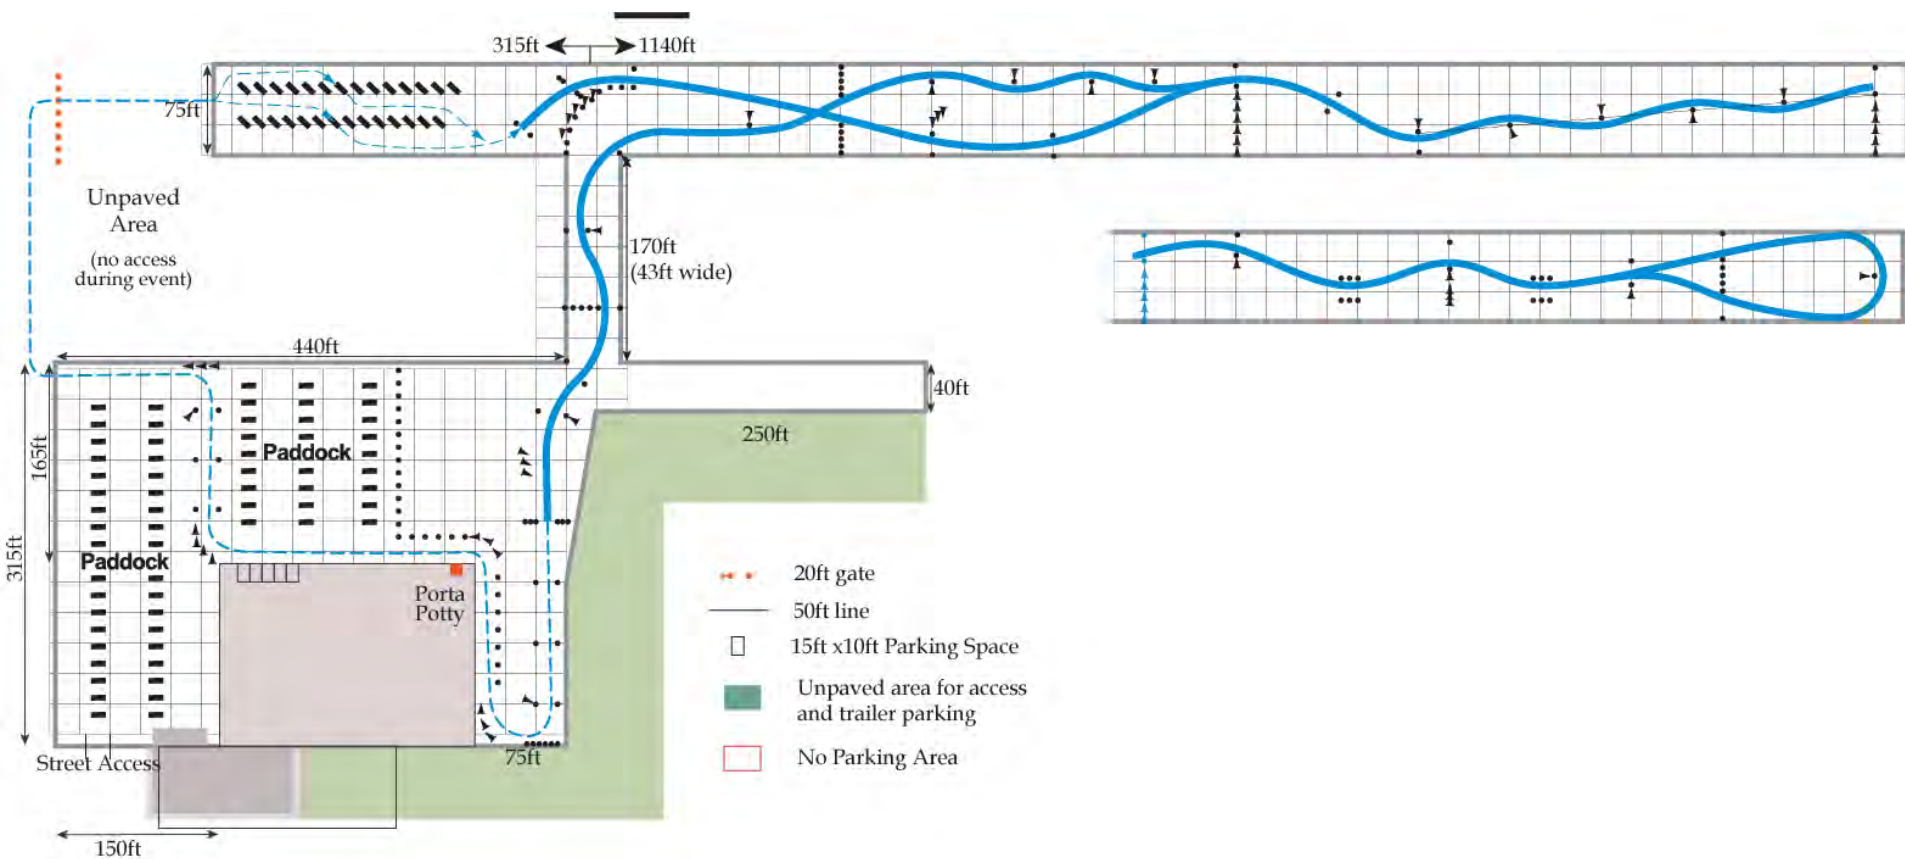 315ft
1140ft
75ft
Unpaved
Area
(no access
during event)
170ft
(43ft wide)
440ft
40ft
250ft
165ft
Paddock
315ft
Paddock
Porta
Potty
20ft gate
50ft line
15ft x10ft Parking Space
Unpaved area for access
and trailer parking
No Parking Area
Street Access
75ft
150ft